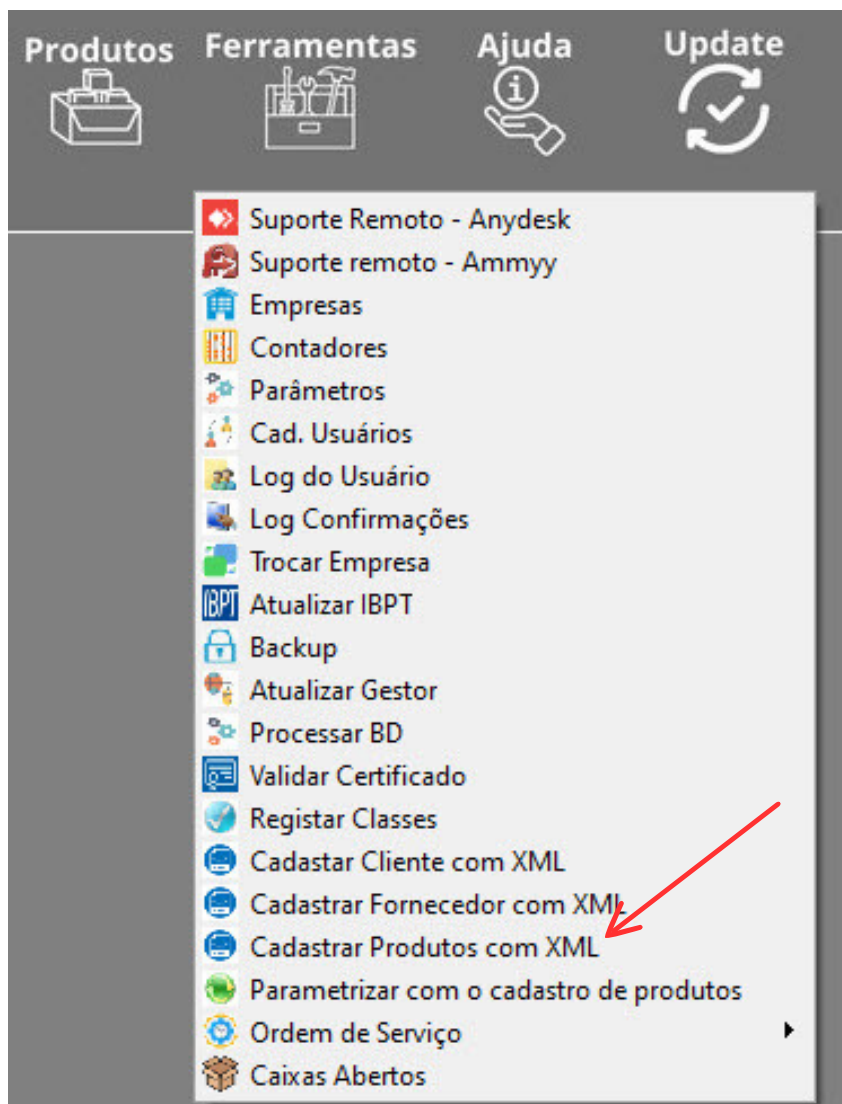 Produtos Ferramentas Ajuda Update
Suporte Remoto - Anydesk
Suporte remoto - Ammyy
Empresas
Contadores
Parâmetros
Cad. Usuários
Log do Usuário
Log Confirmações
Trocar Empresa
IBPT Atualizar IBPT
Backup
Atualizar Gestor
Processar BD
Validar Certificado
Registar Classes
Cadastar Cliente com XML
Cadastrar Fornecedor com XML
Cadastrar Produtos com XML
Parametrizar com o cadastro de produtos
Ordem de Serviço
Caixas Abertos